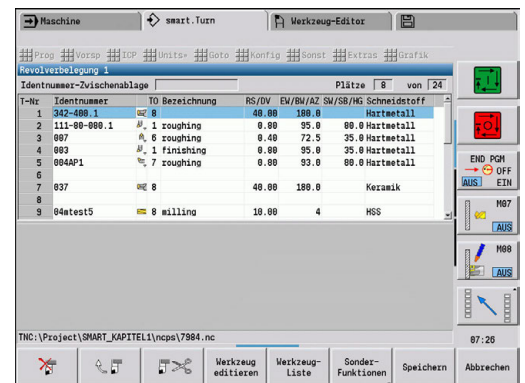 Maschine smart.Turn Werkzeug-Editor
Prog Vorsp ICP Units» Goto Konfig Sonst Extras Grafik
Revolverbelegung 1
Identnummer-Zwischenablage Plätze 8 von 24
T-Nr Identnummer TO Bezeichnung RS/DV EW/BW/AZ SW/SB/HG Schneidstoff
1 342-400.1 8 40.00 180.0 Hartmetall
2 111-80-080.1 1 roughing 0.80 95.0 80.0 Hartmetall
3 007 6 roughing 0.40 72.5 35.0 Hartmetall
4 003 1 finishing 0.80 95.0 35.0 Hartmetall
5 004AP1 7 roughing 0.80 93.0 80.0 Hartmetall
6
7 037 8 40.00 180.0 Keramik
8
9 04mtest5 8 milling 10.00 4 HSS
TNC:\Project\SMART_KAPITEL1\ncps\7984.nc
END PGM
OFF
AUS EIN
M07
AUS
M08
AUS
07:26
Werkzeug editieren
Werkzeug-Liste
Sonder-Funktionen
Speichern
Abbrechen